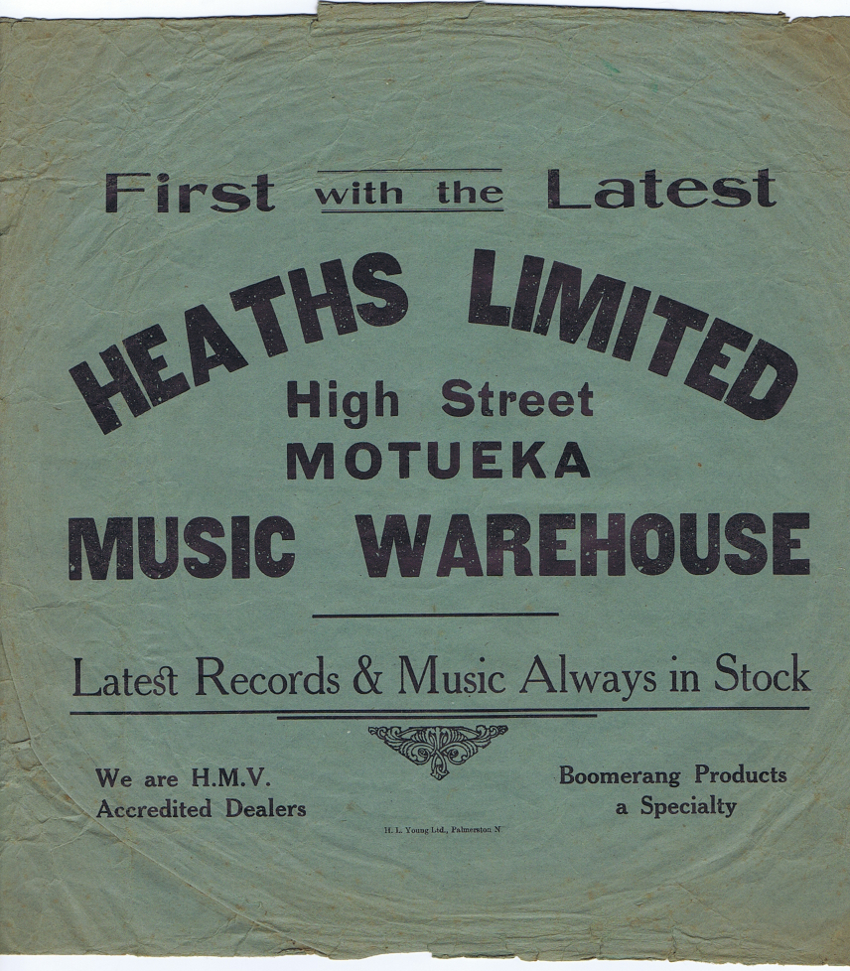 First with the Latest
HEATHS LIMITED
High Street
MOTUEKA
MUSIC WAREHOUSE
Latest Records & Music Always in Stock
We are H.M.V.
Accredited Dealers
Boomerang Products
a Specialty
H. L. Young Ltd., Palmerston N